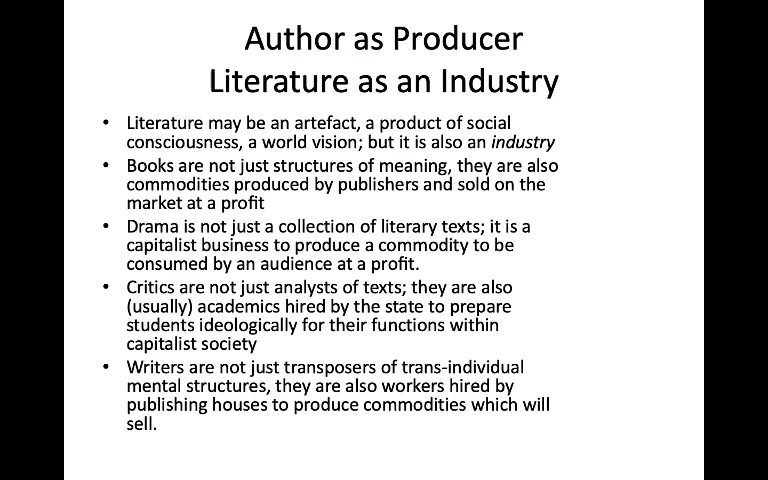 Author as Producer
Literature as an Industry
• Literature may be an artefact, a product of social
consciousness, a world vision; but it is also an industry
• Books are not just structures of meaning, they are also
commodities produced by publishers and sold on the
market at a profit
• Drama is not just a collection of literary texts; it is a
capitalist business to produce a commodity to be
consumed by an audience at a profit.
• Critics are not just analysts of texts; they are also
(usually) academics hired by the state to prepare
students ideologically for their functions within
capitalist society
• Writers are not just transposers of trans-individual
mental structures, they are also workers hired by
publishing houses to produce commodities which will
sell.